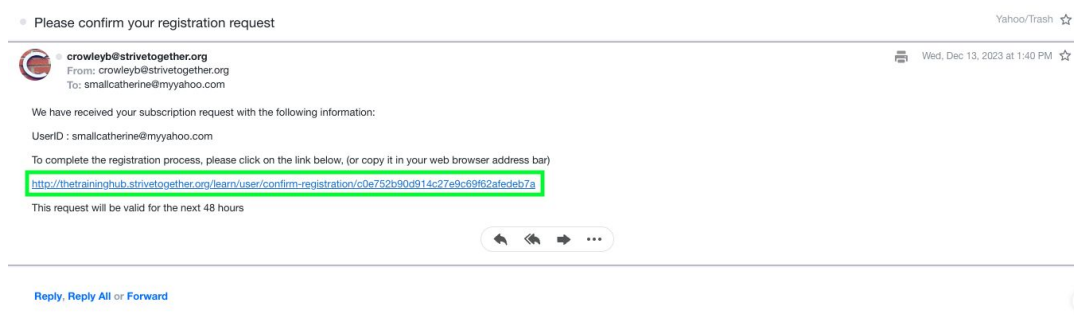 Please confirm your registration request
Yahoo/Trash
crowleyb@strivetogether.org
Wed, Dec 13, 2023 at 1:40 PM
From: crowleyb@strivetogether.org
To: smallcatherine@myyahoo.com
We have received your subscription request with the following information:
UserID : smallcatherine@myyahoo.com
To complete the registration process, please click on the link below, (or copy it in your web browser address bar)
http://thetraininghub.strivetogether.org/learn/user/confirm-registration/c0e752b90d914c27e9c69f62afedeb7a
This request will be valid for the next 48 hours
Reply, Reply All or Forward